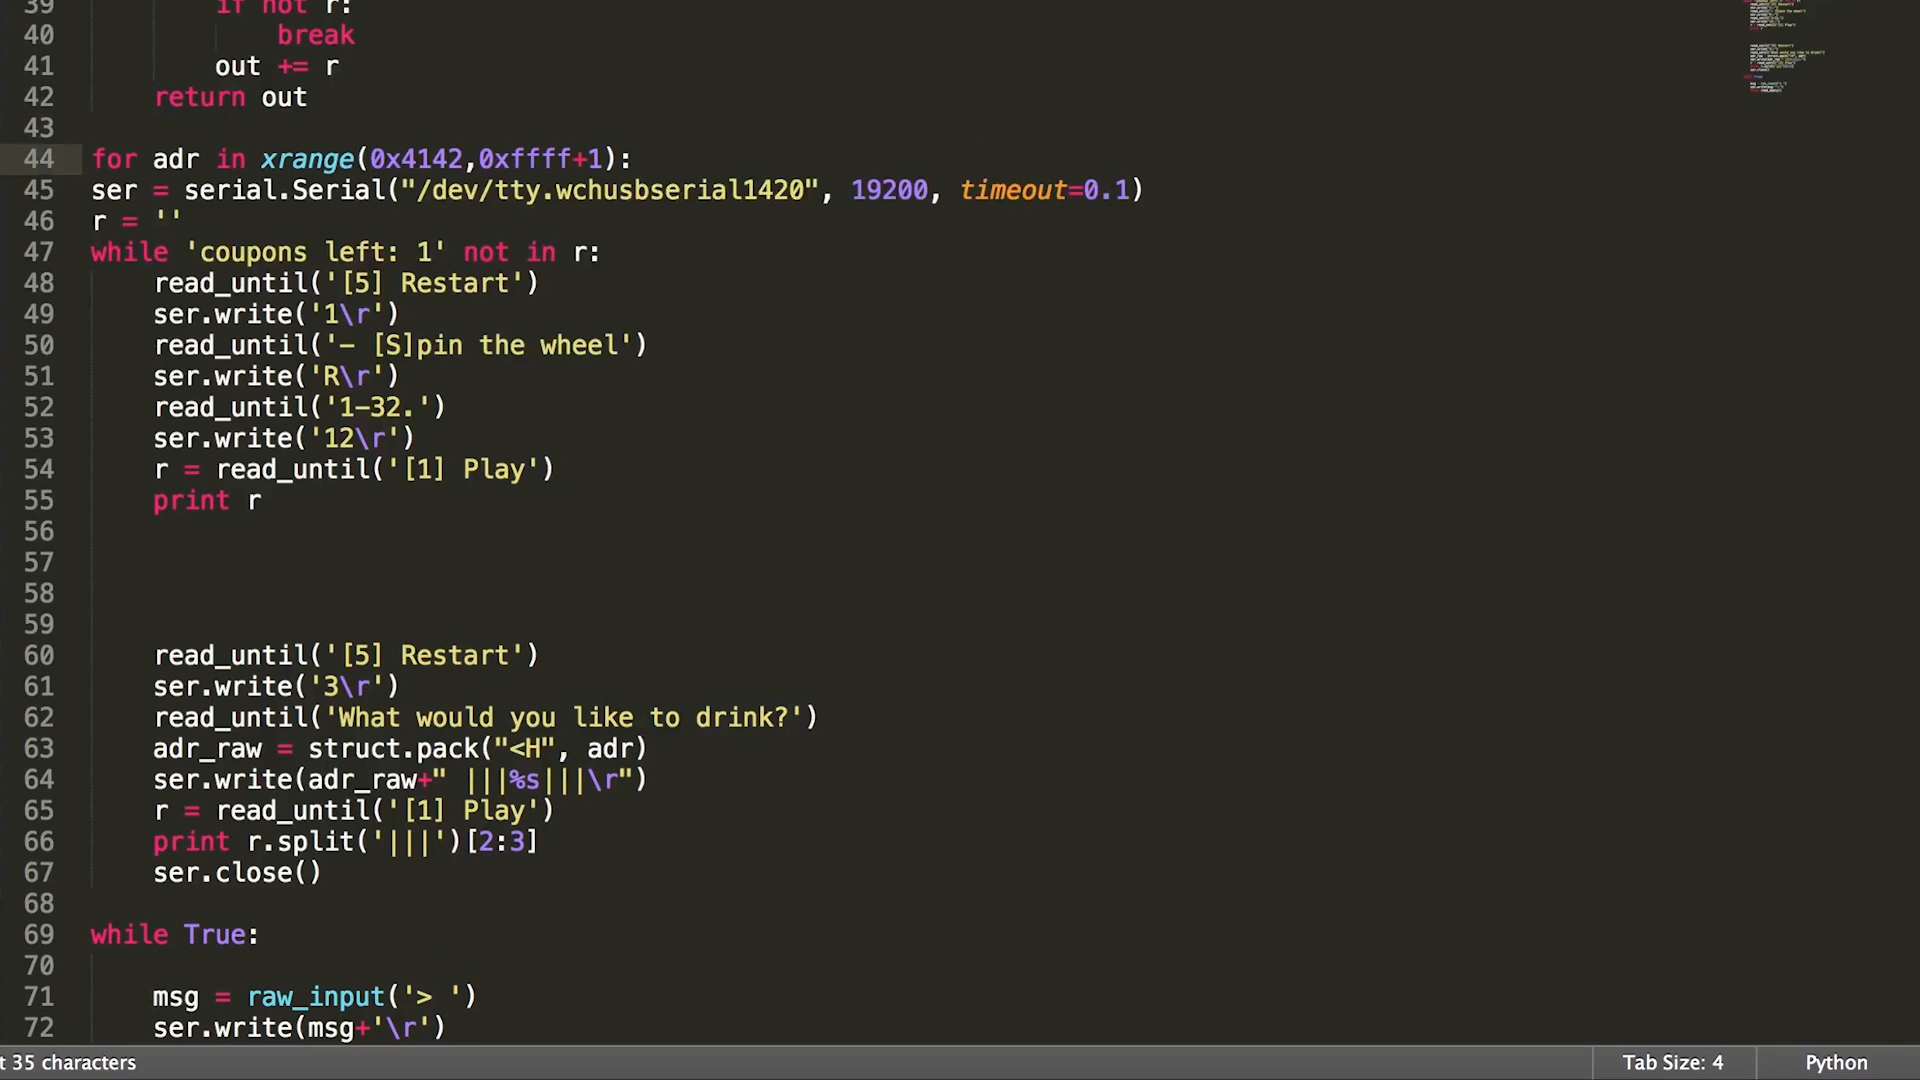 39 if not r:
40 break
41 out += r
42 return out
43
44 for adr in xrange(0x4142,0xffff+1):
45 ser = serial.Serial("/dev/tty.wchusbserial1420", 19200, timeout=0.1)
46 r = ''
47 while 'coupons left: 1' not in r:
48 read_until('[5] Restart')
49 ser.write('1\r')
50 read_until('- [S]pin the wheel')
51 ser.write('R\r')
52 read_until('1-32.')
53 ser.write('12\r')
54 r = read_until('[1] Play')
55 print r
56
57
58
59
60 read_until('[5] Restart')
61 ser.write('3\r')
62 read_until('What would you like to drink?')
63 adr_raw = struct.pack("<H", adr)
64 ser.write(adr_raw+" |||%s|||\r")
65 r = read_until('[1] Play')
66 print r.split('|||')[2:3]
67 ser.close()
68
69 while True:
70
71 msg = raw_input('> ')
72 ser.write(msg+'\r')
t 35 characters
Tab Size: 4
Python